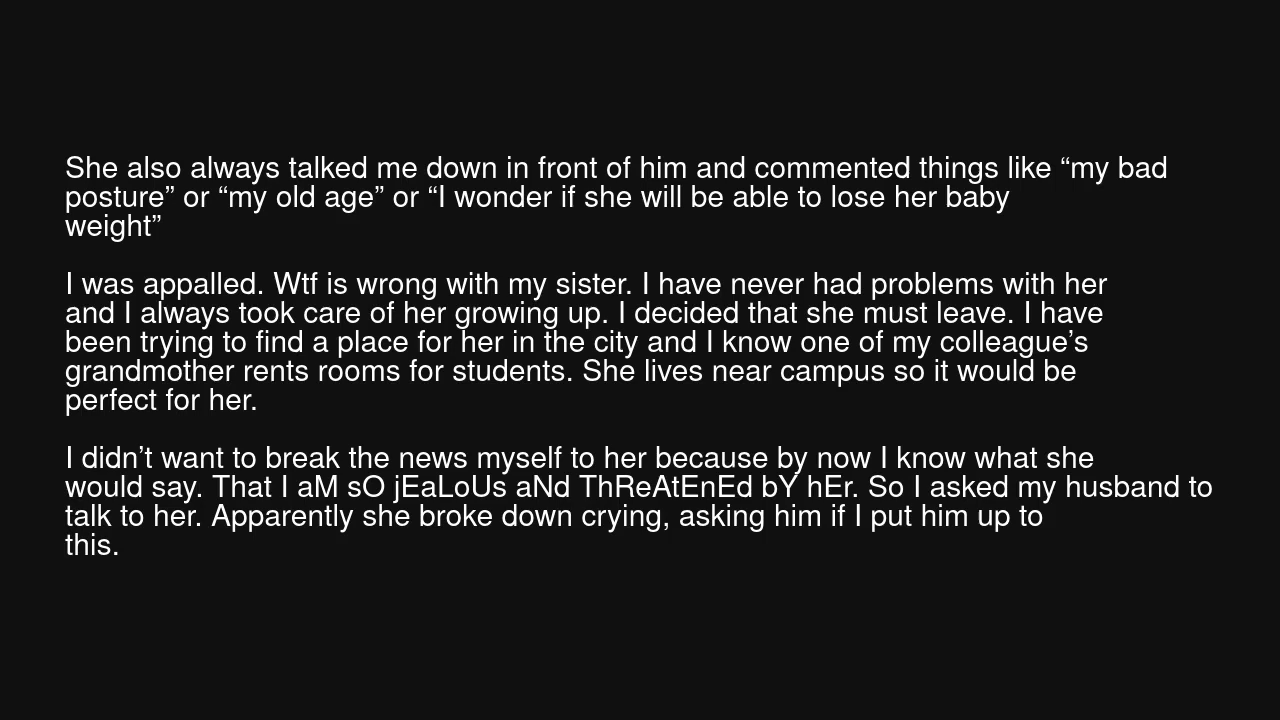 She also always talked me down in front of him and commented things like “my bad
posture” or “my old age” or “I wonder if she will be able to lose her baby
weight”
I was appalled. Wtf is wrong with my sister. I have never had problems with her
and I always took care of her growing up. I decided that she must leave. I have
been trying to find a place for her in the city and I know one of my colleague’s
grandmother rents rooms for students. She lives near campus so it would be
perfect for her.
I didn’t want to break the news myself to her because by now I know what she
would say. That I aM sO jEaLoUs aNd ThReAtEnEd bY hEr. So I asked my husband to
talk to her. Apparently she broke down crying, asking him if I put him up to
this.